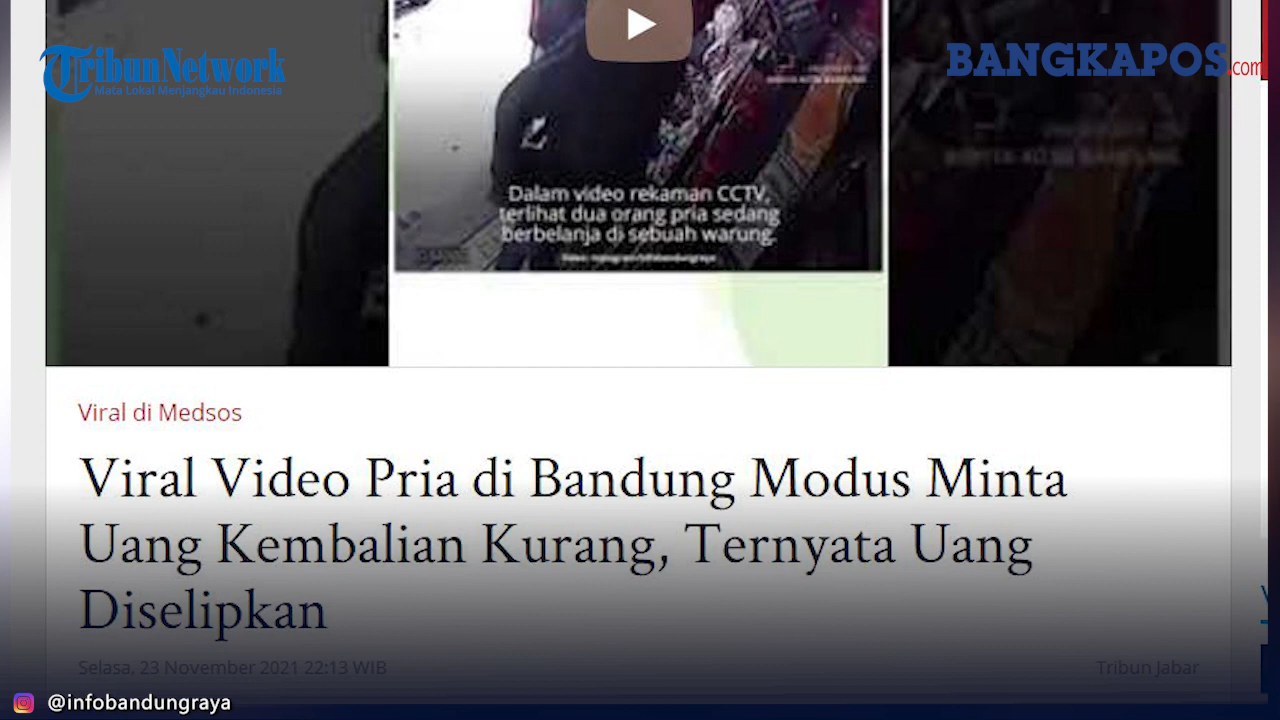 TribunNetwork
Mata Lokal Menjangkau Indonesia
BANGKAPOS.com
Dalam video rekaman CCTV,
terlihat dua orang pria sedang
berbelanja di sebuah warung.
Viral di Medsos
Viral Video Pria di Bandung Modus Minta
Uang Kembalian Kurang, Ternyata Uang
Diselipkan
Selasa, 23 November 2021 22:13 WIB
Tribun Jabar
@infobandungraya